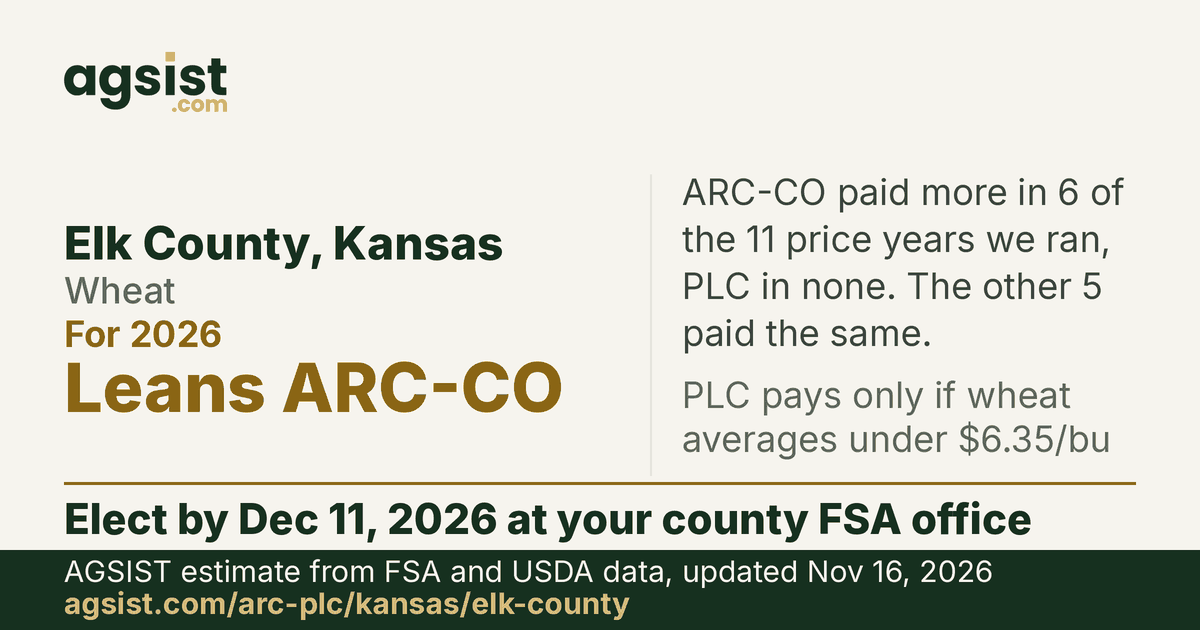 agsist
.com
Elk County, Kansas
Wheat
For 2026
Leans ARC-CO
ARC-CO paid more in 6 of
the 11 price years we ran,
PLC in none. The other 5
paid the same.
PLC pays only if wheat
averages under $6.35/bu
Elect by Dec 11, 2026 at your county FSA office
AGSIST estimate from FSA and USDA data, updated Nov 16, 2026
agsist.com/arc-plc/kansas/elk-county